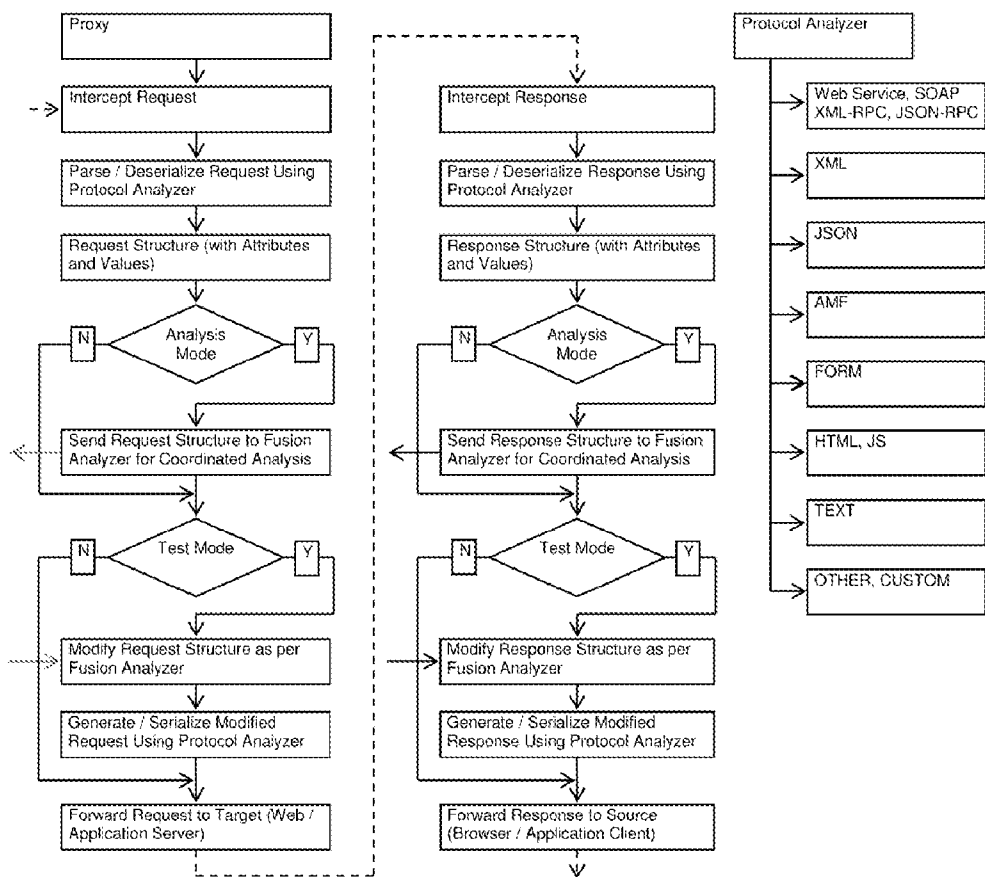 Proxy
Intercept Request
Parse / Deserialize Request Using
Protocol Analyzer
Request Structure (with Attributes
and Values)
N
Analysis
Mode
Y
Send Request Structure to Fusion
Analyzer for Coordinated Analysis
N
Test Mode
Y
Modify Request Structure as per
Fusion Analyzer
Generate / Serialize Modified
Request Using Protocol Analyzer
Forward Request to Target (Web /
Application Server)
Intercept Response
Parse / Deserialize Response Using
Protocol Analyzer
Response Structure (with Attributes
and Values)
N
Analysis
Mode
Y
Send Response Structure to Fusion
Analyzer for Coordinated Analysis
N
Test Mode
Y
Modify Response Structure as per
Fusion Analyzer
Generate / Serialize Modified
Response Using Protocol Analyzer
Forward Response to Source
(Browser / Application Client)
Protocol Analyzer
Web Service, SOAP
XML-RPC, JSON-RPC
XML
JSON
AMF
FORM
HTML, JS
TEXT
OTHER, CUSTOM